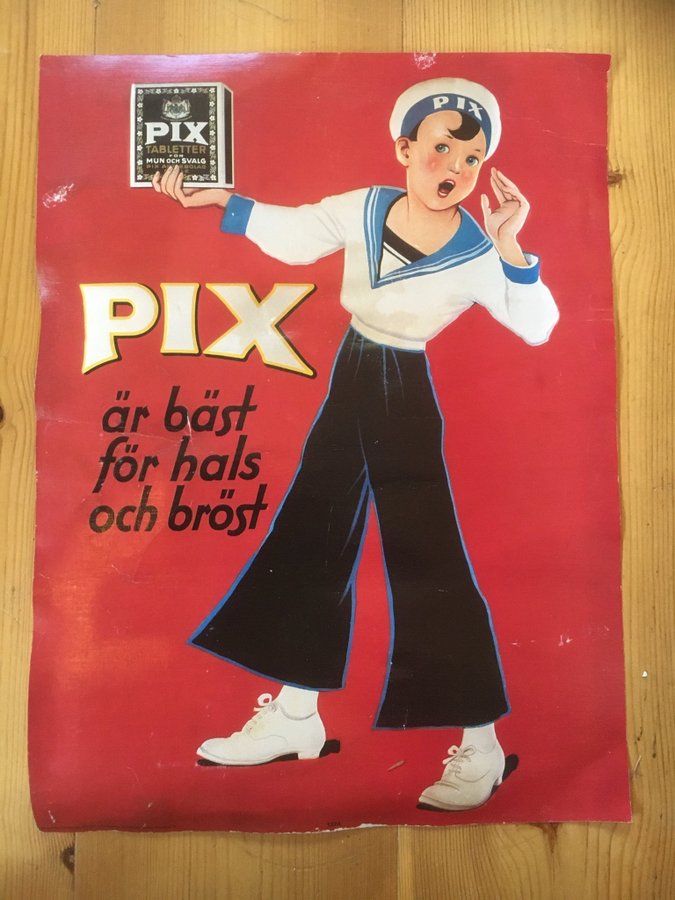 PIX
PIX
TABLETTER
FÖR
MUN OCH SVALG
PIX
är bäst
för hals
och bröst